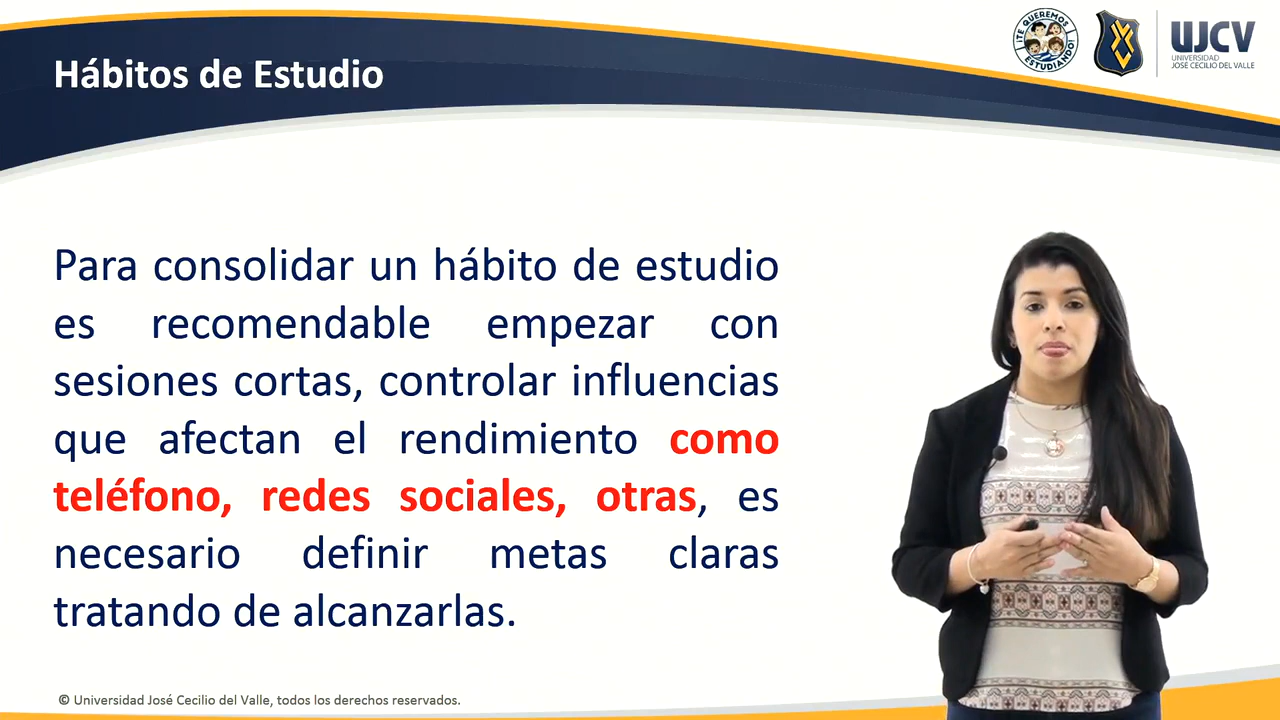 Hábitos de Estudio
¡TE QUEREMOS
ESTUDIANDO!
UJCV
UNIVERSIDAD
JOSÉ CECILIO DEL VALLE
Para consolidar un hábito de estudio
es recomendable empezar con
sesiones cortas, controlar influencias
que afectan el rendimiento como
teléfono, redes sociales, otras, es
necesario definir metas claras
tratando de alcanzarlas.
© Universidad José Cecilio del Valle, todos los derechos reservados.